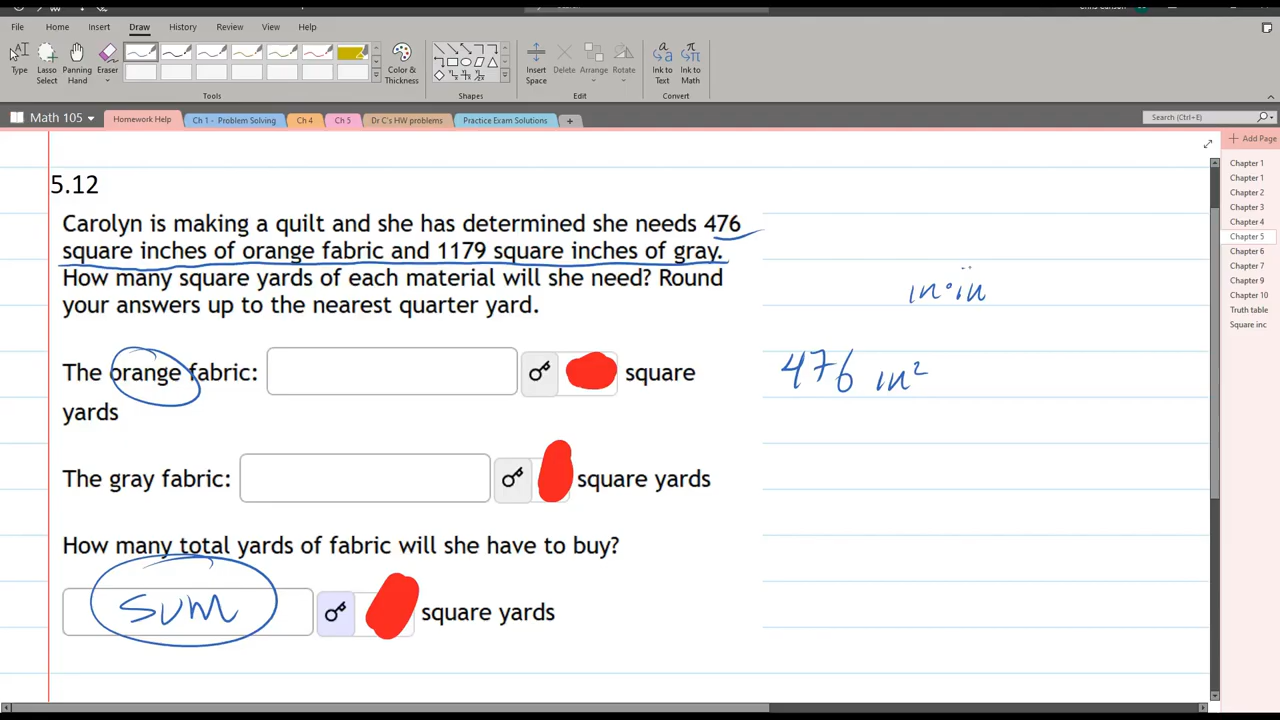 File Home Insert Draw History Review View Help
Type Lasso Select Panning Hand Eraser Color & Thickness Insert Space Delete Arrange Rotate Ink to Text Ink to Math
Tools Shapes Edit Convert
Math 105 Homework Help Ch 1 - Problem Solving Ch 4 Ch 5 Dr C's HW problems Practice Exam Solutions Search (Ctrl+E)
Add Page
Chapter 1
Chapter 1
Chapter 2
Chapter 3
Chapter 4
Chapter 5
Chapter 6
Chapter 7
Chapter 9
Chapter 10
Truth table
Square inc
5.12
Carolyn is making a quilt and she has determined she needs 476
square inches of orange fabric and 1179 square inches of gray.
How many square yards of each material will she need? Round
your answers up to the nearest quarter yard.
in·in
476 in²
The orange fabric: square
yards
The gray fabric: square yards
How many total yards of fabric will she have to buy?
sum square yards